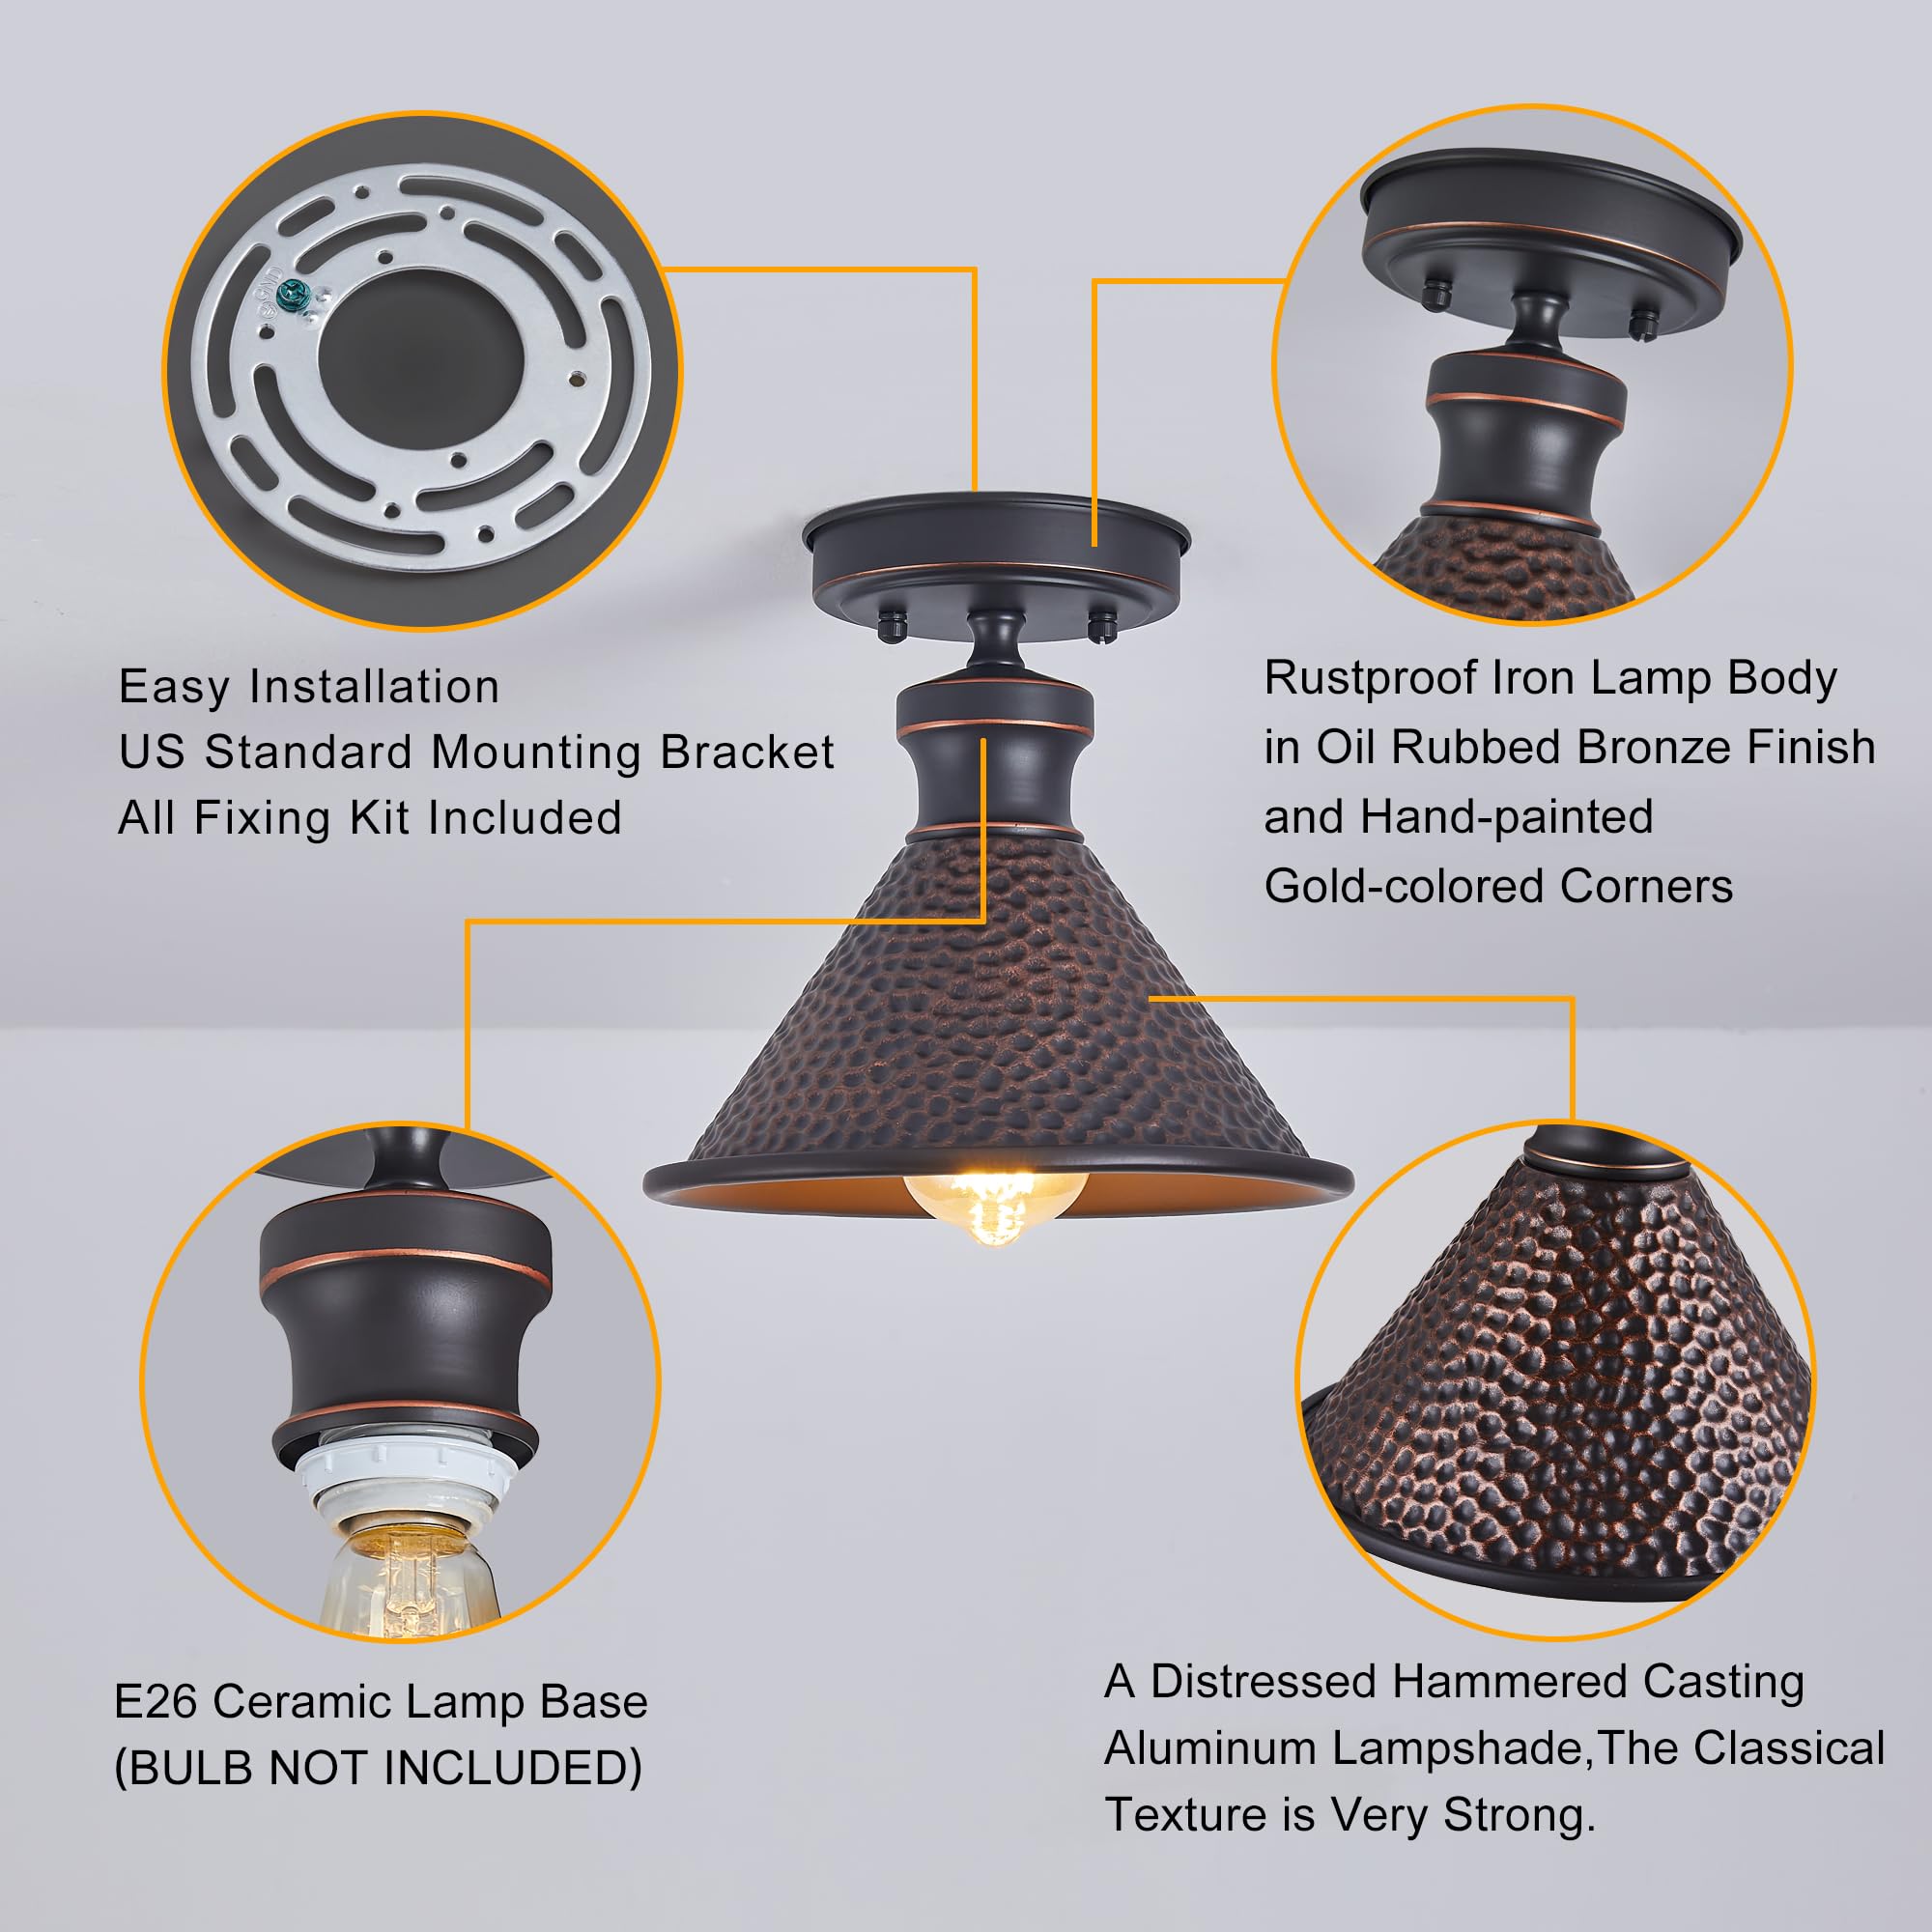 Easy Installation
US Standard Mounting Bracket
All Fixing Kit Included
Rustproof Iron Lamp Body
in Oil Rubbed Bronze Finish
and Hand-painted
Gold-colored Corners
GND
E26 Ceramic Lamp Base
(BULB NOT INCLUDED)
A Distressed Hammered Casting
Aluminum Lampshade,The Classical
Texture is Very Strong.